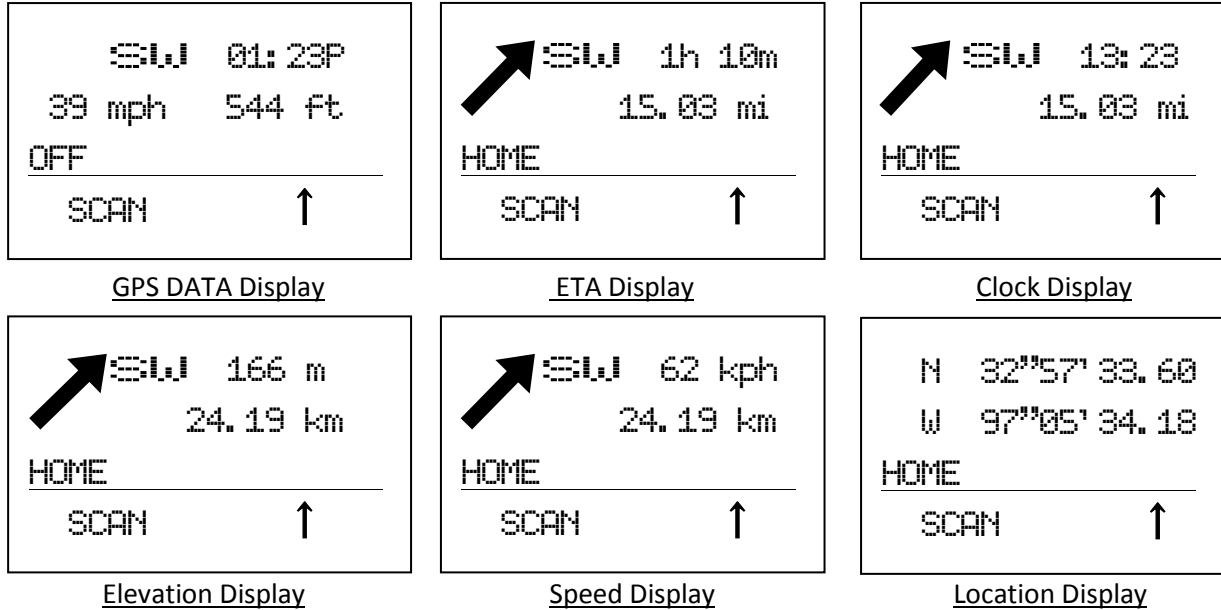 SW 01:23P
39 mph 544 ft
OFF
SCAN ↑
GPS DATA Display
SW 1h 10m
15.03 mi
HOME
SCAN ↑
ETA Display
SW 13:23
15.03 mi
HOME
SCAN ↑
Clock Display
SW 166 m
24.19 km
HOME
SCAN ↑
Elevation Display
SW 62 kph
24.19 km
HOME
SCAN ↑
Speed Display
N 32""57' 33.60
W 97""05' 34.18
HOME
SCAN ↑
Location Display